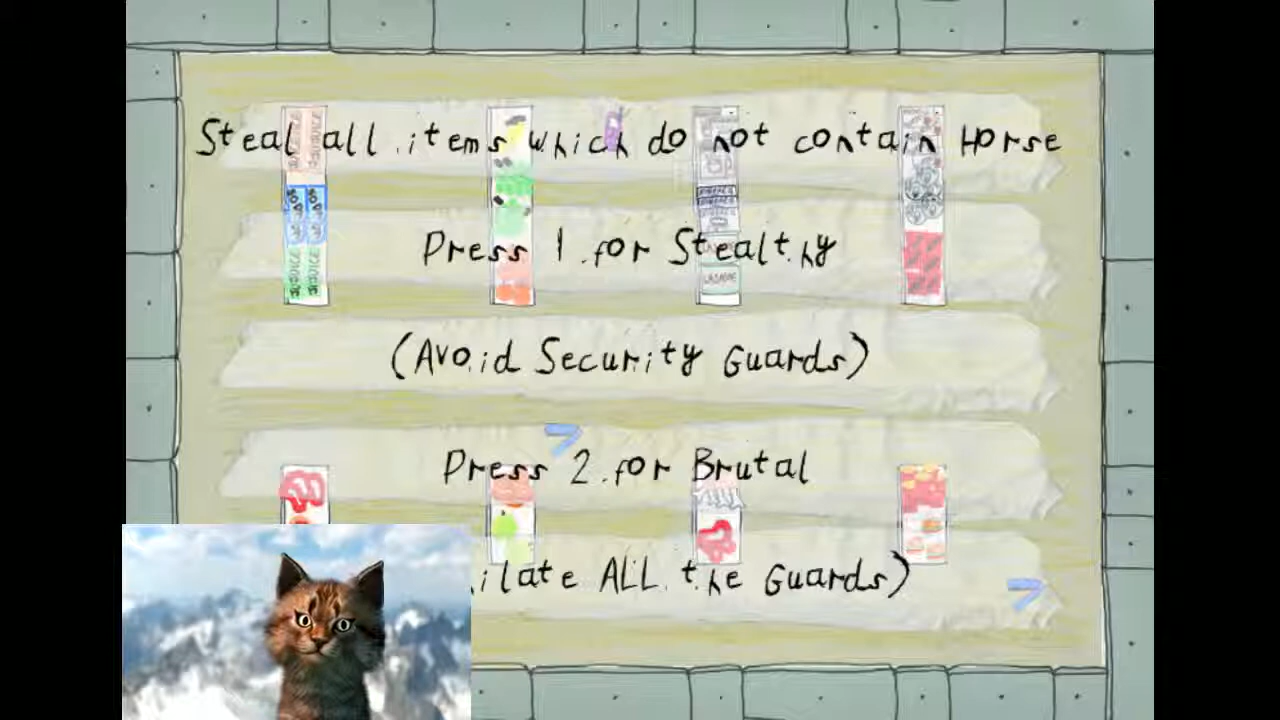 Steal all items which do not contain Horse
Press 1 for Stealthy
(Avoid Security Guards)
Press 2 for Brutal
ALL the Guards)
LASAGNE